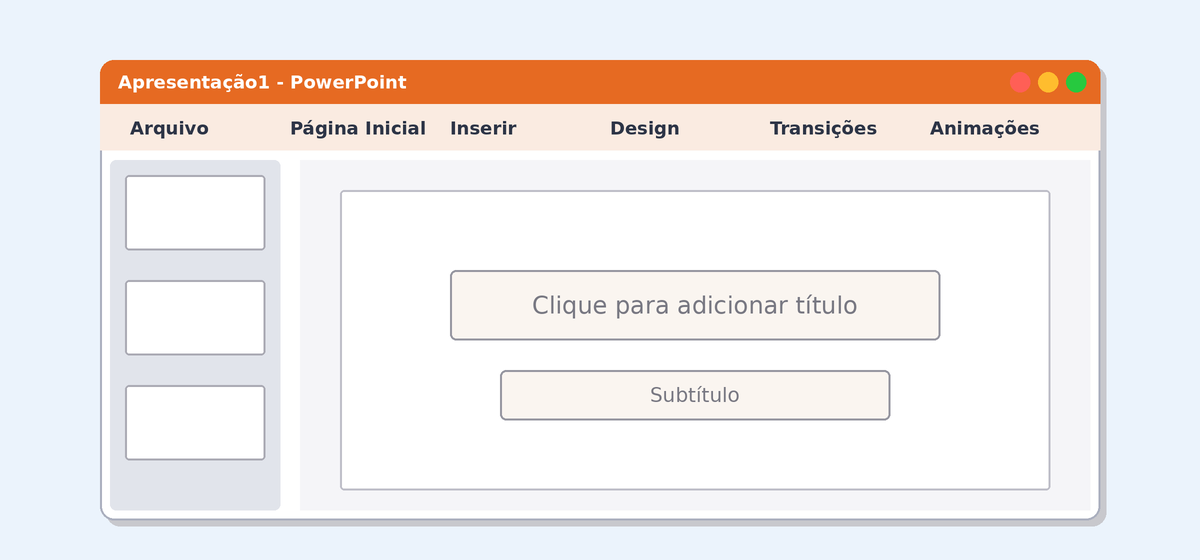 Apresentação1 - PowerPoint
Arquivo Página Inicial Inserir Design Transições Animações
Clique para adicionar título
Subtítulo